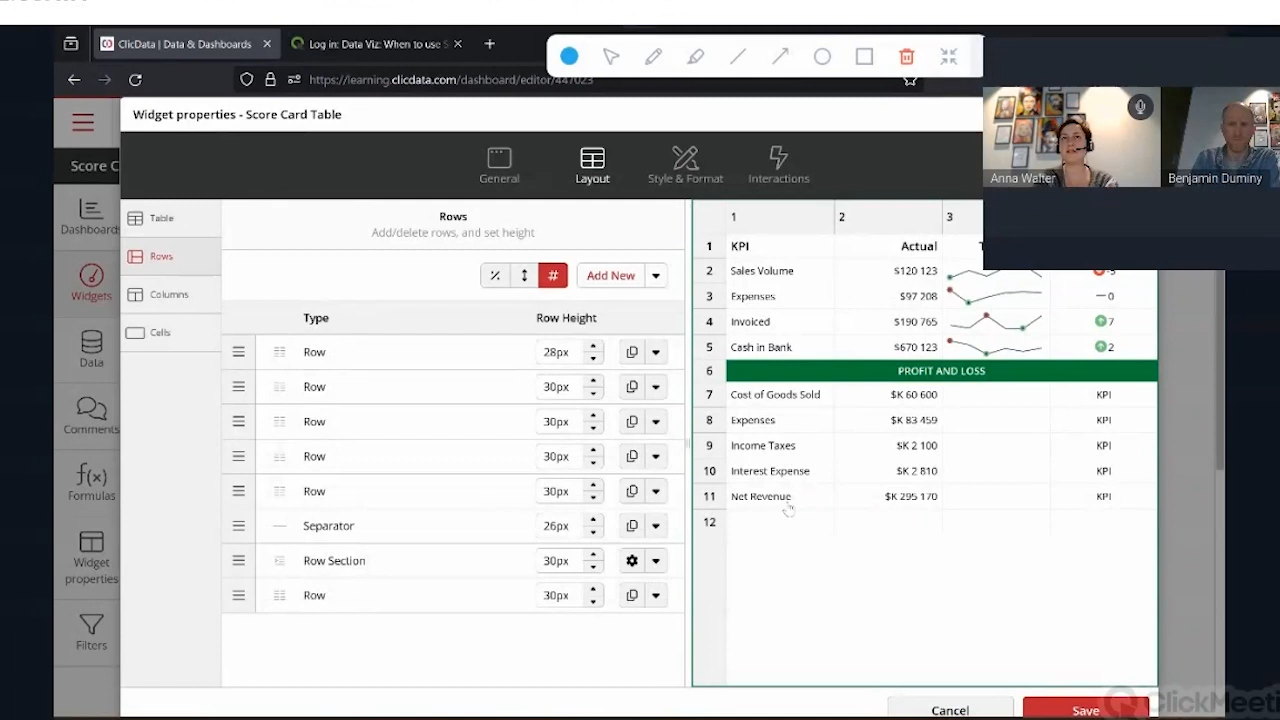 ClicData | Data & Dashboards
Log in: Data Viz: When to use S
https://learning.clicdata.com/dashboard/editor/447023
Anna Walter
Benjamin Duminy
Widget properties - Score Card Table
General
Layout
Style & Format
Interactions
Score C
Dashboard
Widgets
Data
Comments
Formulas
Widget
properties
Filters
Table
Rows
Columns
Cells
Rows
Add/delete rows, and set height
#
Add New
Type Row Height
Row 28px
Row 30px
Row 30px
Row 30px
Row 30px
Separator 26px
Row Section 30px
Row 30px
1 2 3
1 KPI Actual
2 Sales Volume $120 123 -5
3 Expenses $97 208 0
4 Invoiced $190 765 7
5 Cash in Bank $670 123 2
6 PROFIT AND LOSS
7 Cost of Goods Sold $K 60 600 KPI
8 Expenses $K 83 459 KPI
9 Income Taxes $K 2 100 KPI
10 Interest Expense $K 2 810 KPI
11 Net Revenue $K 295 170 KPI
12
Cancel Save
ClickMeeti